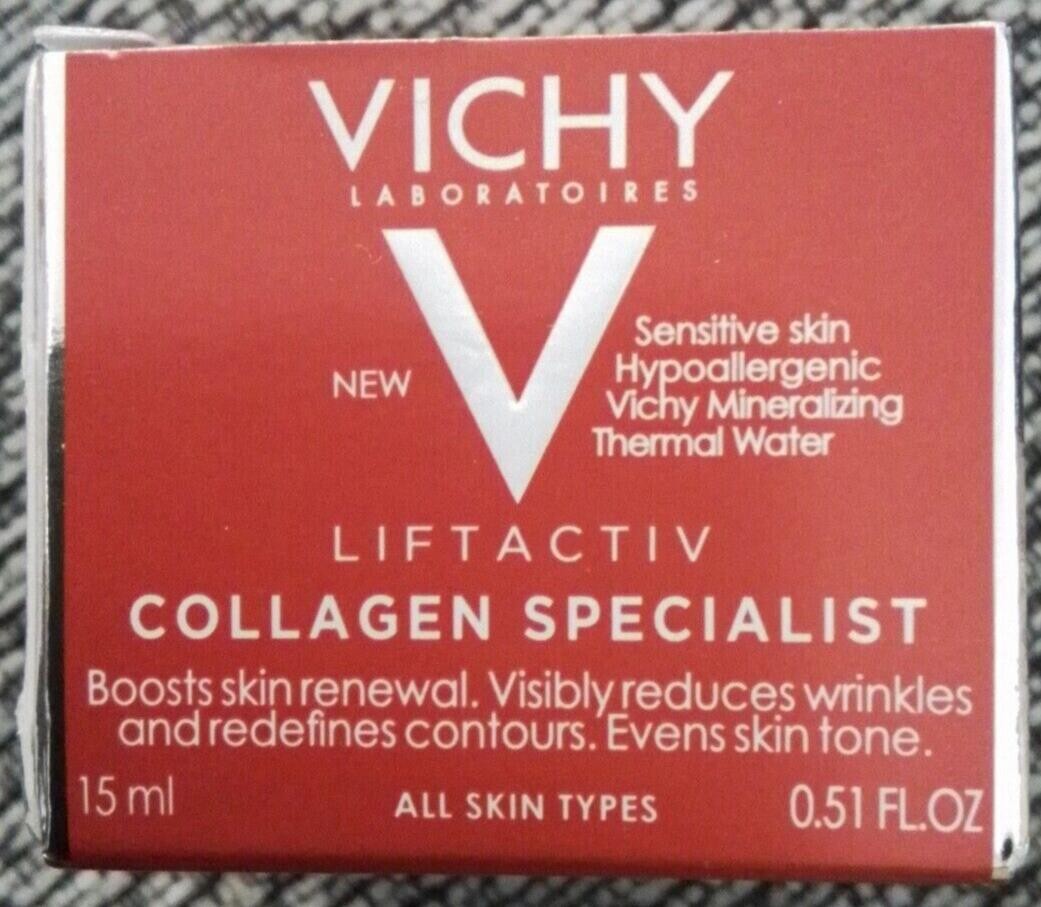 VICHY
LABORATOIRES
V
NEW
Sensitive skin
Hypoallergenic
Vichy Mineralizing
Thermal Water
LIFTACTIV
COLLAGEN SPECIALIST
Boosts skin renewal. Visibly reduces wrinkles
and redefines contours. Evens skin tone.
15 ml ALL SKIN TYPES 0.51 FL.OZ